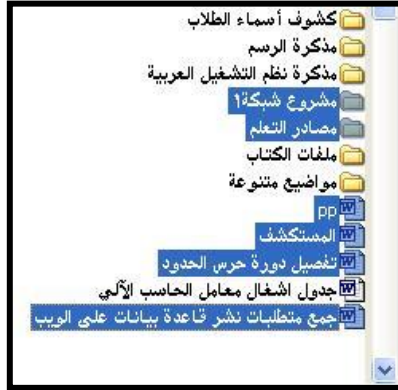 كشوف أسماء الطلاب
مذكرة الرسم
مذكرة نظم التشغيل العربية
مشروع شبكة١
مصادر التعلم
ملفات الكتاب
مواضيع متنوعة
pp
المستكشف
تفصيل دورة حرس الحدود
جدول اشغال معامل الحاسب الآلي
جمع متطلبات نشر قاعدة بيانات على الويب